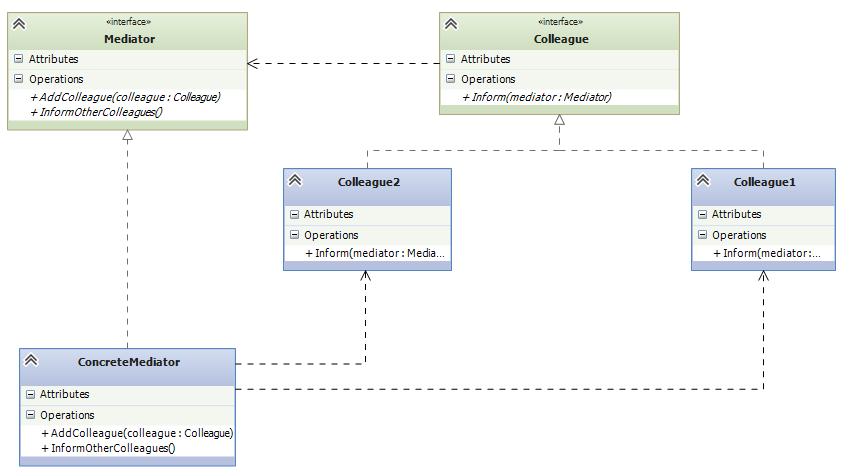 «interface»
Mediator
Attributes
Operations
+ AddColleague(colleague : Colleague)
+ InformOtherColleagues()
«interface»
Colleague
Attributes
Operations
+ Inform(mediator : Mediator)
Colleague2
Attributes
Operations
+ Inform(mediator : Media...
Colleague1
Attributes
Operations
+ Inform(mediator:...
ConcreteMediator
Attributes
Operations
+ AddColleague(colleague : Colleague)
+ InformOtherColleagues()